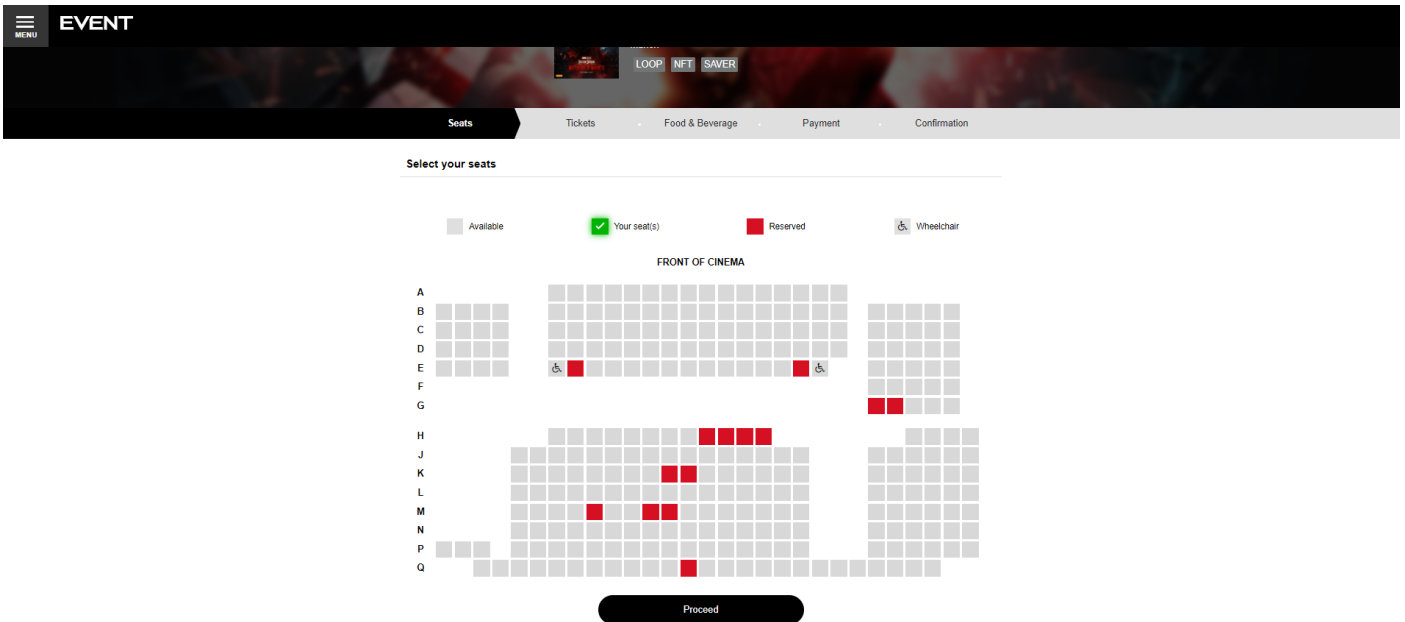 EVENT
MENU
LOOP NFT SAVER
Seats Tickets Food & Beverage Payment Confirmation
Select your seats
Available Your seat(s) Reserved Wheelchair
FRONT OF CINEMA
A
B
C
D
E
F
G
H
J
K
L
M
N
P
Q
Proceed